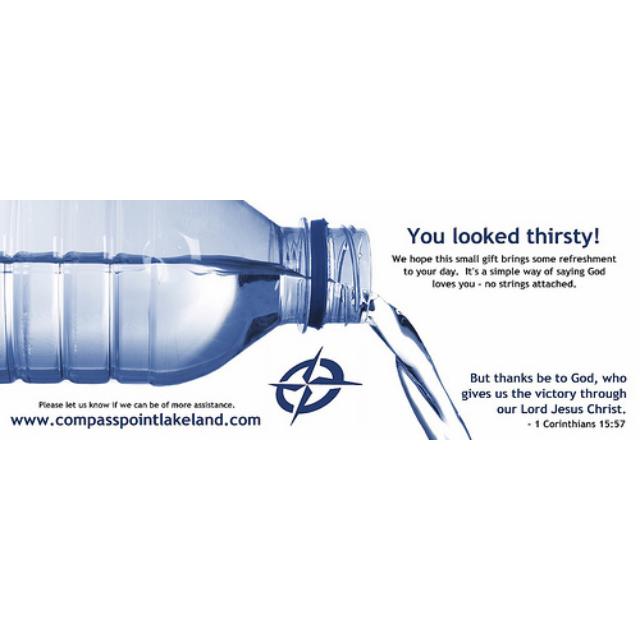 You looked thirsty!
We hope this small gift brings some refreshment
to your day. It's a simple way of saying God
loves you - no strings attached.
But thanks be to God, who
gives us the victory through
our Lord Jesus Christ.
- 1 Corinthians 15:57
Please let us know if we can be of more assistance.
www.compasspointlakeland.com